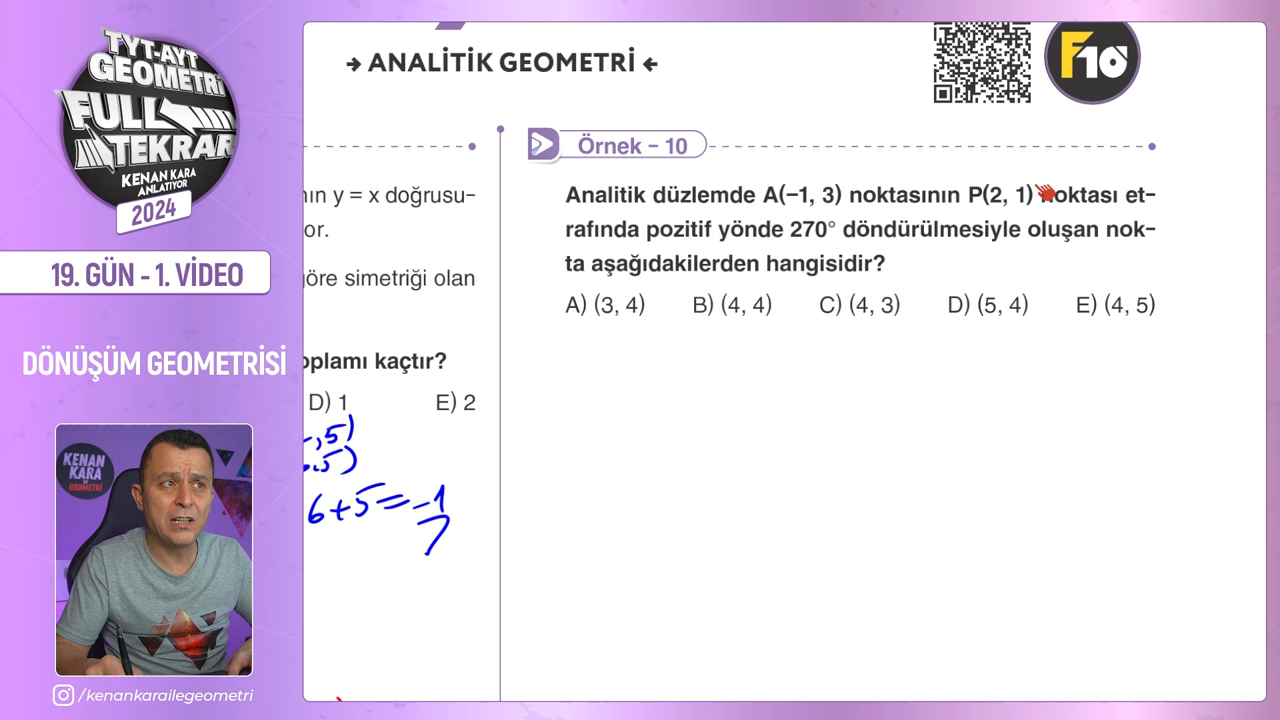 TYT-AYT
GEOMETRİ
FULL
TEKRAR
KENAN KARA
ANLATIYOR
2024
19. GÜN - 1. VİDEO
DÖNÜŞÜM GEOMETRİSİ
KENAN
KARA
GEOMETRİ
/kenankarailegeometri
→ ANALİTİK GEOMETRİ ←
F10
y = x doğrusu-
or.
göre simetriği olan
oplamı kaçtır?
D) 1 E) 2
,5)
5)
6+5=-1
Örnek – 10
Analitik düzlemde A(–1, 3) noktasının P(2, 1) noktası et-
rafında pozitif yönde 270° döndürülmesiyle oluşan nok-
ta aşağıdakilerden hangisidir?
A) (3, 4) B) (4, 4) C) (4, 3) D) (5, 4) E) (4, 5)